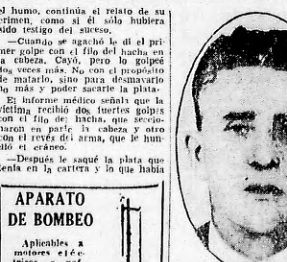 el humo, continúa el relato de su
crimen, como si él sólo hubiera
sido testigo del suceso.
—Cuando se agachó le di el pri-
mer golpe con el filo del hacha en
la cabeza. Cayó, pero lo golpeé
dos veces más. No con el propósito
de matarlo, sino para desmayarlo
no más y poder sacarle la plata-
El informe médico señala que la
víctima recibió dos fuertes golpes
con el filo del hacha, que seccio-
naron en parte la cabeza y otro
con el revés del arma, que le hun-
dió el cráneo.
—Después le saqué la plata que
tenía en la cartera y lo que había
APARATO
DE BOMBEO
Aplicables a
motores eléc-